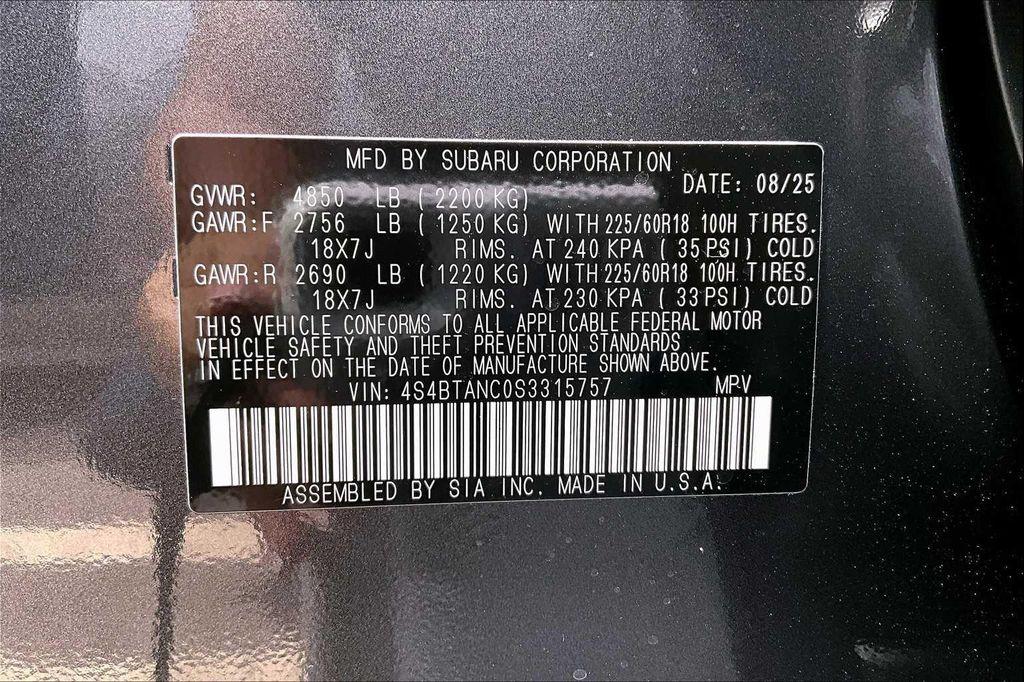 MFD BY SUBARU CORPORATION
DATE: 08/25
GVWR: 4850 LB ( 2200 KG)
GAWR:F 2756 LB ( 1250 KG) WITH 225/60R18 100H TIRES.
18X7J RIMS. AT 240 KPA ( 35 PSI) COLD
GAWR:R 2690 LB ( 1220 KG) WITH 225/60R18 100H TIRES.
18X7J RIMS. AT 230 KPA ( 33 PSI) COLD
THIS VEHICLE CONFORMS TO ALL APPLICABLE FEDERAL MOTOR
VEHICLE SAFETY AND THEFT PREVENTION STANDARDS
IN EFFECT ON THE DATE OF MANUFACTURE SHOWN ABOVE.
VIN: 4S4BTANC0S3315757 MPV
ASSEMBLED BY SIA INC. MADE IN U.S.A.